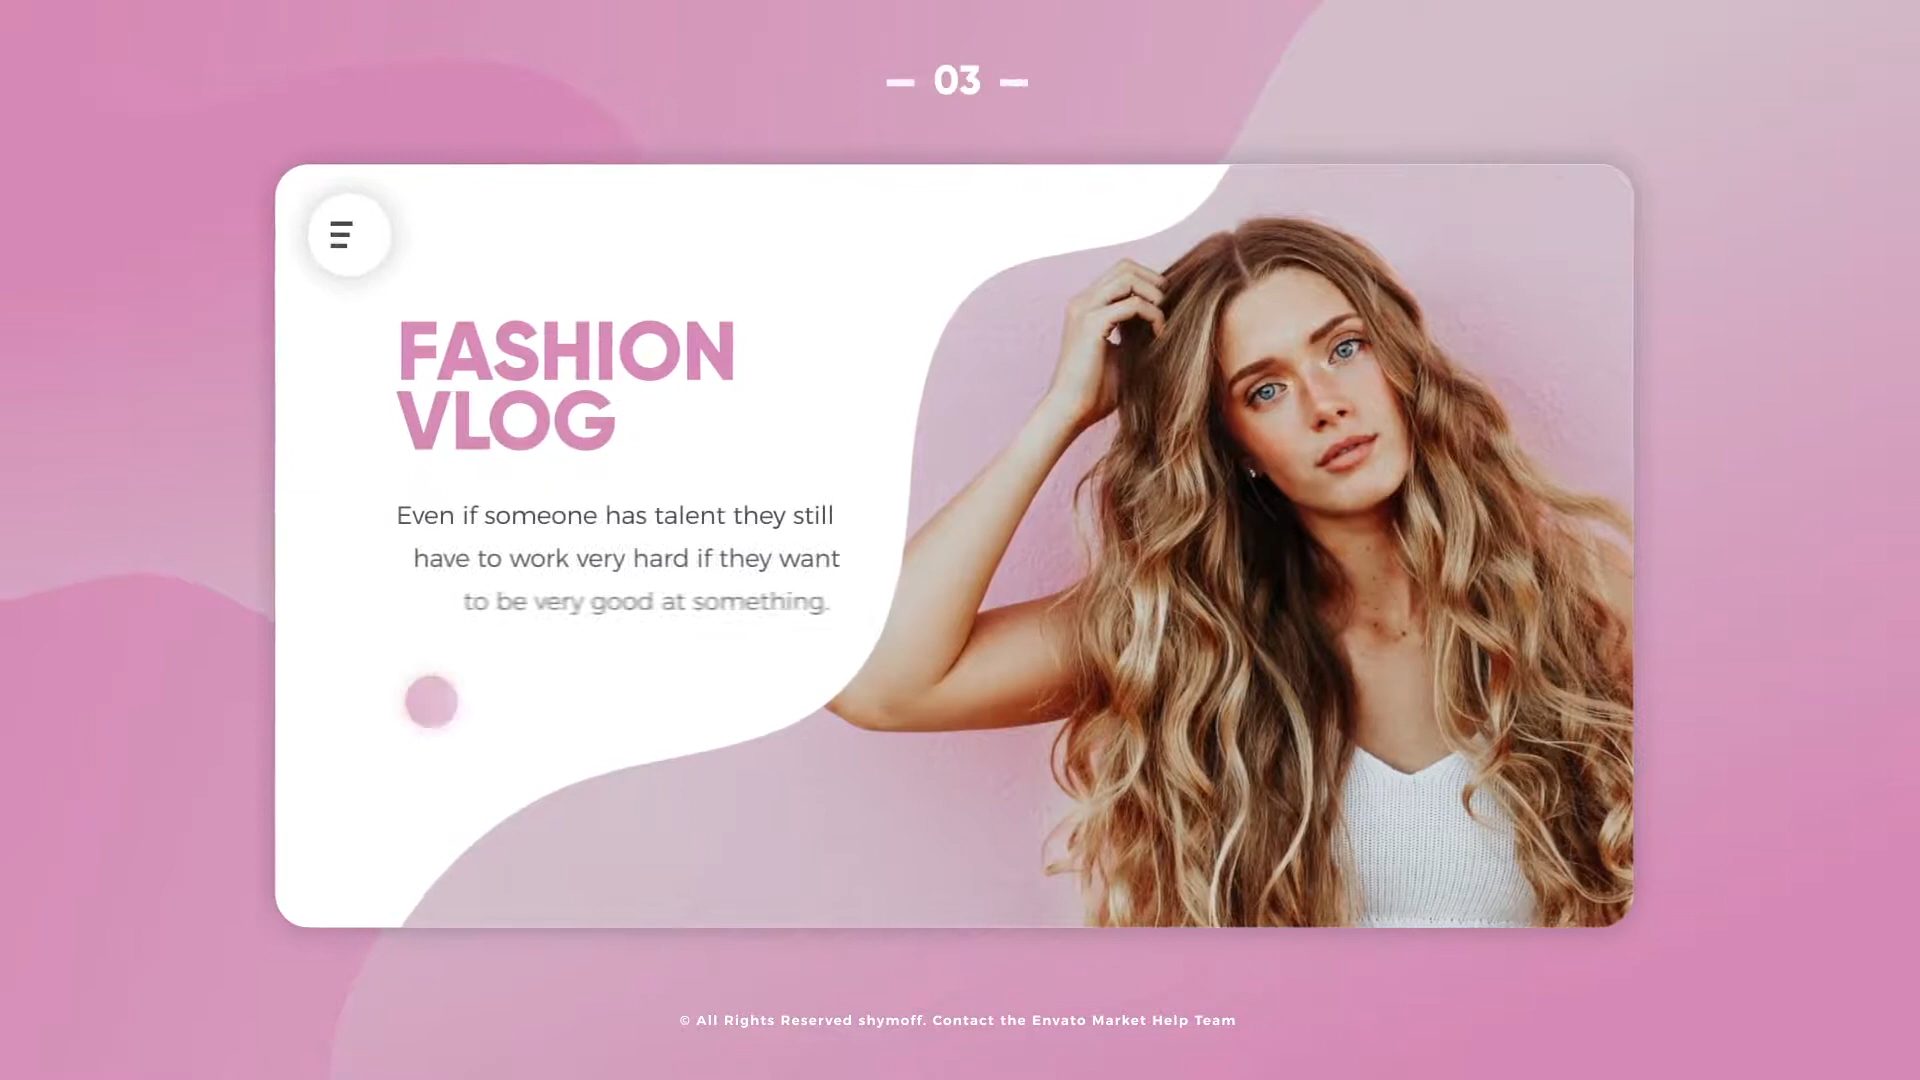 — 03 —
FASHION
VLOG
Even if someone has talent they still
have to work very hard if they want
to be very good at something.
© All Rights Reserved shymoff. Contact the Envato Market Help Team